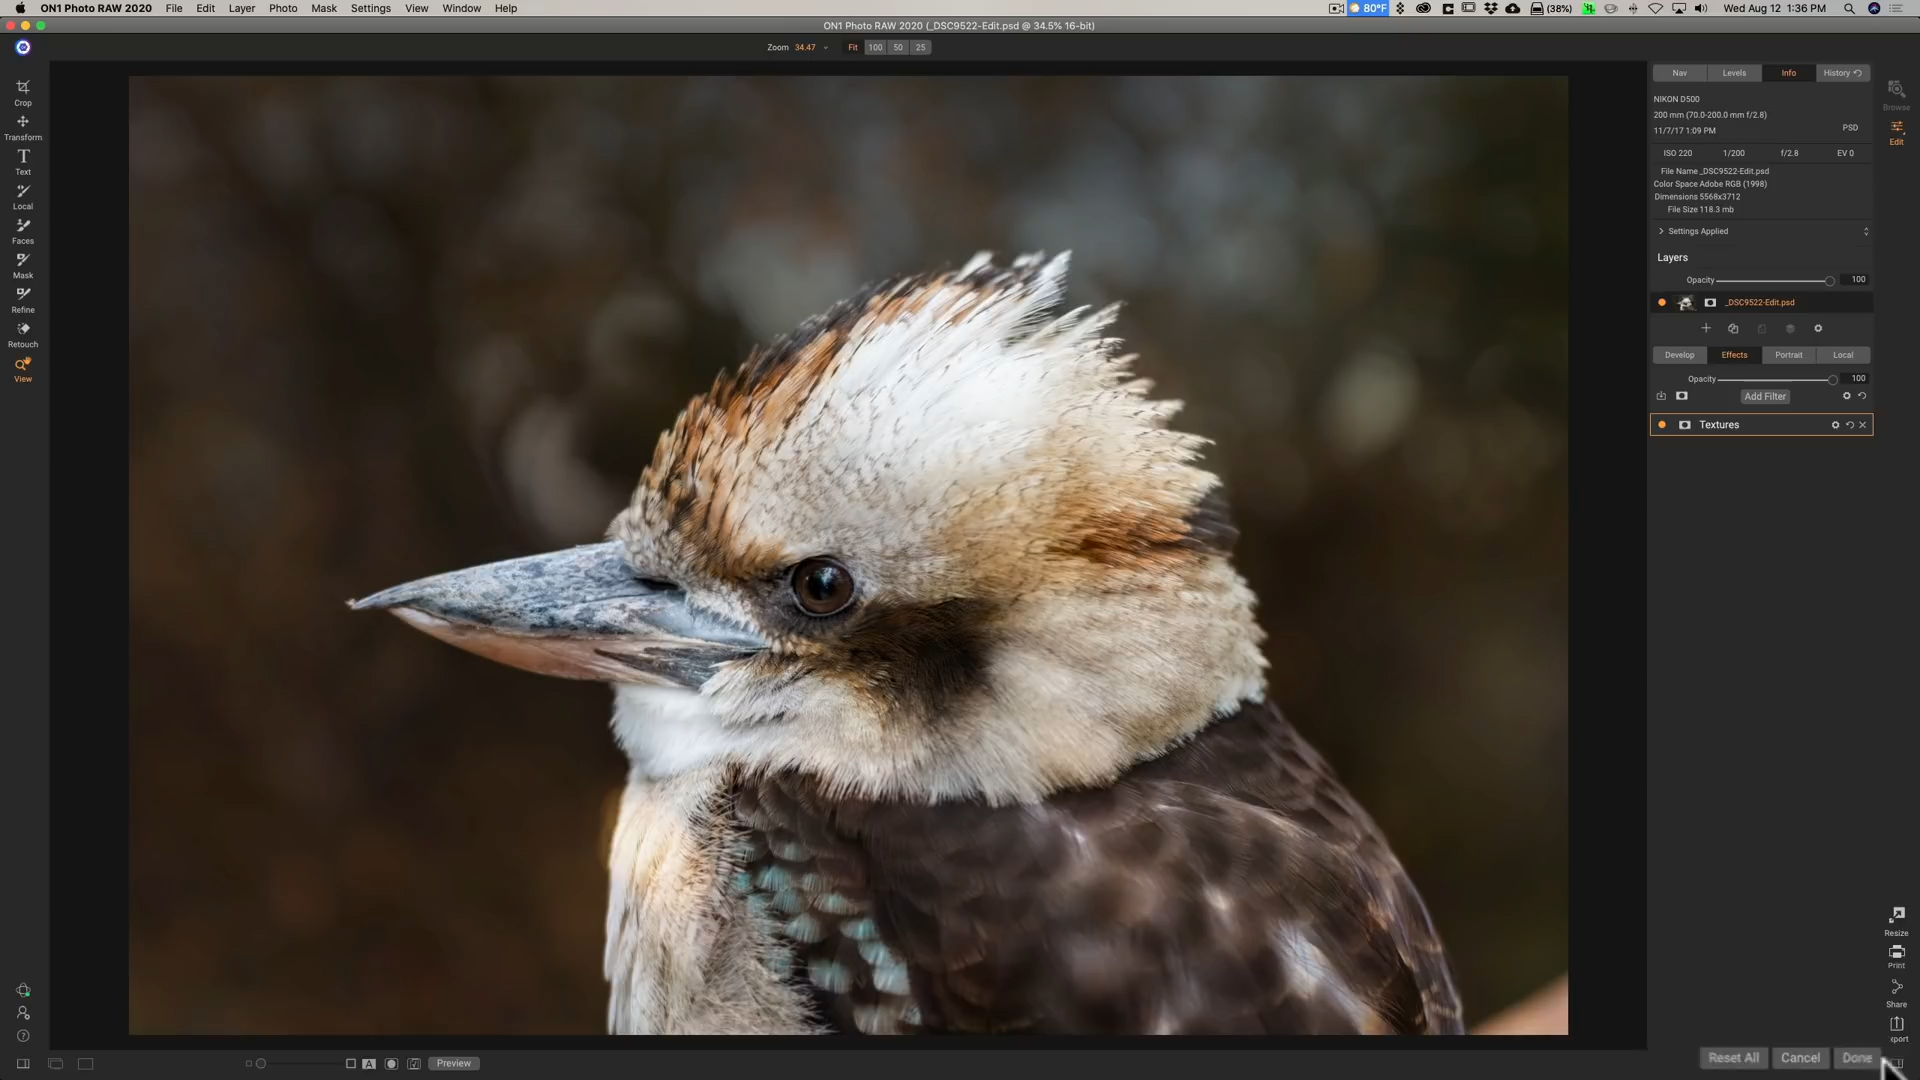 ON1 Photo RAW 2020 File Edit Layer Photo Mask Settings View Window Help 80°F (38%) Wed Aug 12 1:36 PM
ON1 Photo RAW 2020 (_DSC9522-Edit.psd @ 34.5% 16-bit)
Zoom 34.47 Fit 100 50 25
Crop
Transform
Text
Local
Faces
Mask
Refine
Retouch
View
Nav Levels Info History
Browse
Edit
NIKON D500
200 mm (70.0-200.0 mm f/2.8)
11/7/17 1:09 PM PSD
ISO 220 1/200 f/2.8 EV 0
File Name _DSC9522-Edit.psd
Color Space Adobe RGB (1998)
Dimensions 5568x3712
File Size 118.3 mb
Settings Applied
Layers
Opacity 100
_DSC9522-Edit.psd
Develop Effects Portrait Local
Opacity 100
Add Filter
Textures
Resize
Print
Share
xport
A Preview
Reset All Cancel Done